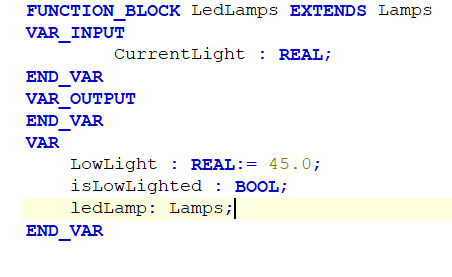 FUNCTION_BLOCK LedLamps EXTENDS Lamps
VAR_INPUT
CurrentLight : REAL;
END_VAR
VAR_OUTPUT
END_VAR
VAR
LowLight : REAL:= 45.0;
isLowLighted : BOOL;
ledLamp: Lamps;
END_VAR